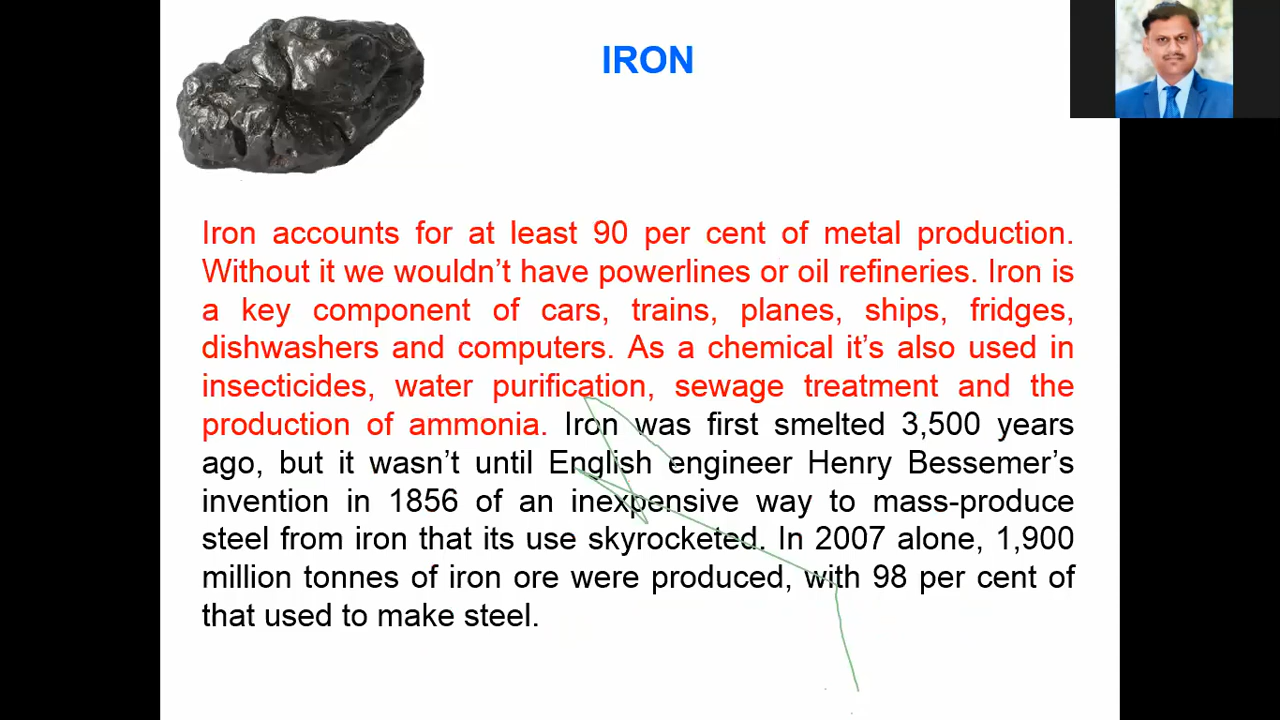 IRON
Iron accounts for at least 90 per cent of metal production.
Without it we wouldn't have powerlines or oil refineries. Iron is
a key component of cars, trains, planes, ships, fridges,
dishwashers and computers. As a chemical it's also used in
insecticides, water purification, sewage treatment and the
production of ammonia. Iron was first smelted 3,500 years
ago, but it wasn't until English engineer Henry Bessemer's
invention in 1856 of an inexpensive way to mass-produce
steel from iron that its use skyrocketed. In 2007 alone, 1,900
million tonnes of iron ore were produced, with 98 per cent of
that used to make steel.